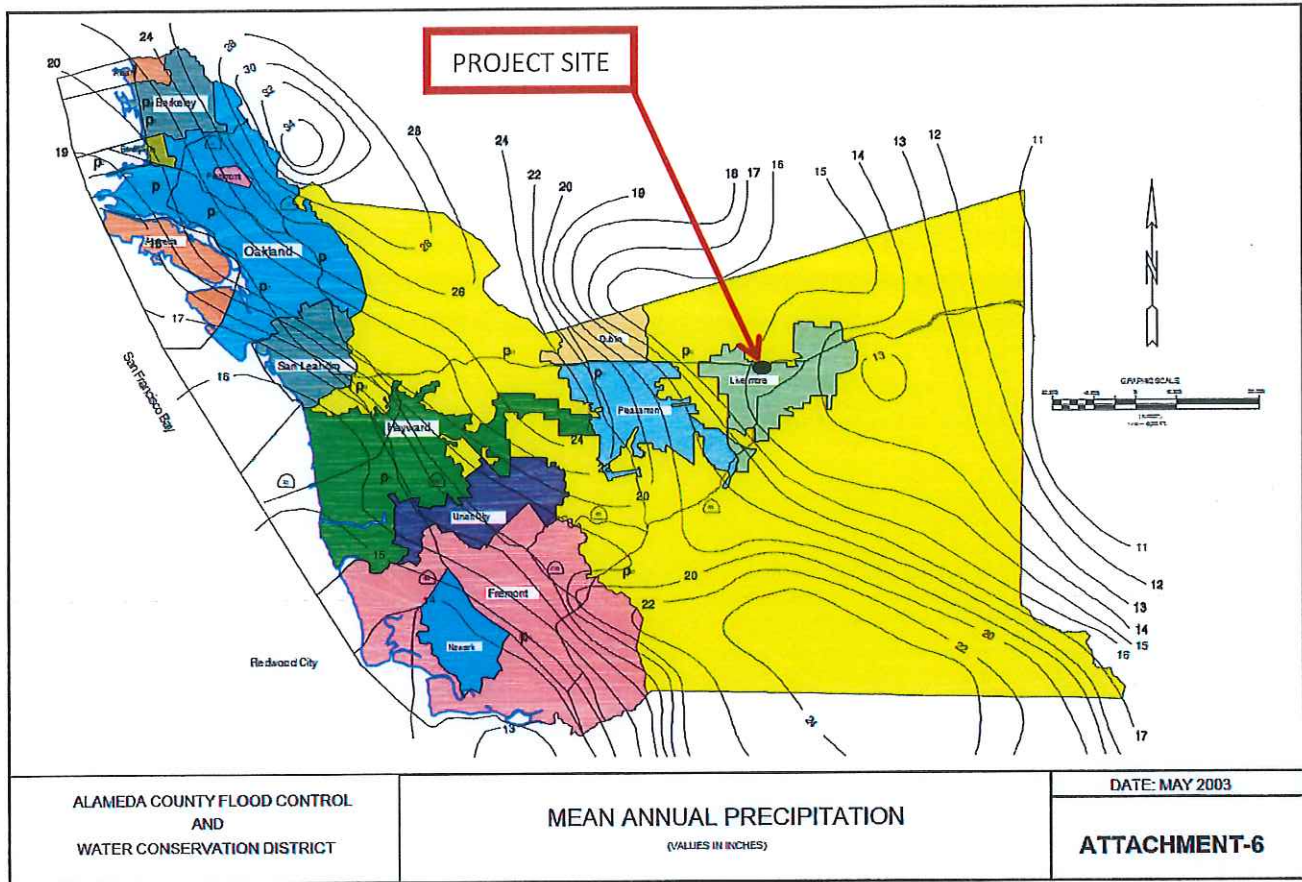 PROJECT SITE
24
20
28
30
32
34
19
Berkeley
P
P
P
P
P
Oakland
28
26
17
16
San Francisco Bay
San Leandro
P
P
Hayward
P
15
Union City
Fremont
P
Newark
Redwood City
13
28
24
22
20
19
18
17
16
15
14
13
12
11
Dublin
P
P
P
Pleasanton
Livermore
13
24
20
P
20
22
20
22
24
11
12
13
14
15
16
17
N
GRAPHIC SCALE
ALAMEDA COUNTY FLOOD CONTROL
AND
WATER CONSERVATION DISTRICT
MEAN ANNUAL PRECIPITATION
(VALUES IN INCHES)
DATE: MAY 2003
ATTACHMENT-6